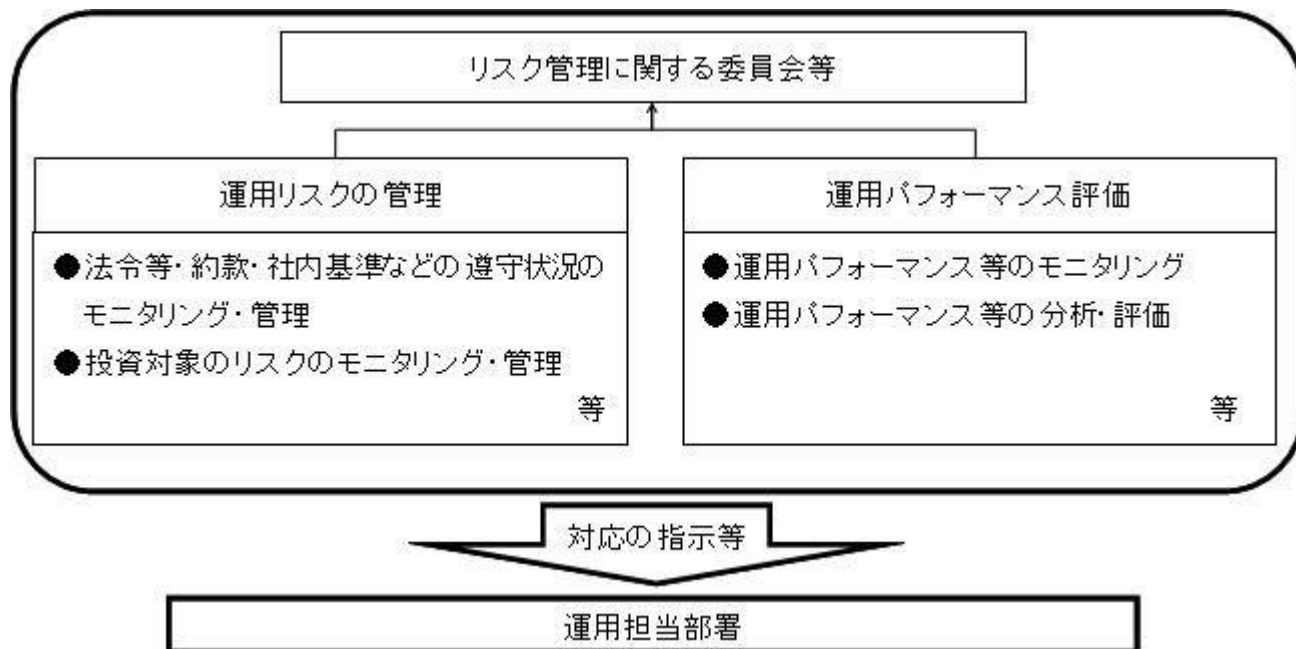 リスク管理に関する委員会等
運用リスクの管理
●法令等・約款・社内基準などの遵守状況の
モニタリング・管理
●投資対象のリスクのモニタリング・管理
等
運用パフォーマンス評価
●運用パフォーマンス等のモニタリング
●運用パフォーマンス等の分析・評価
等
対応の指示等
運用担当部署